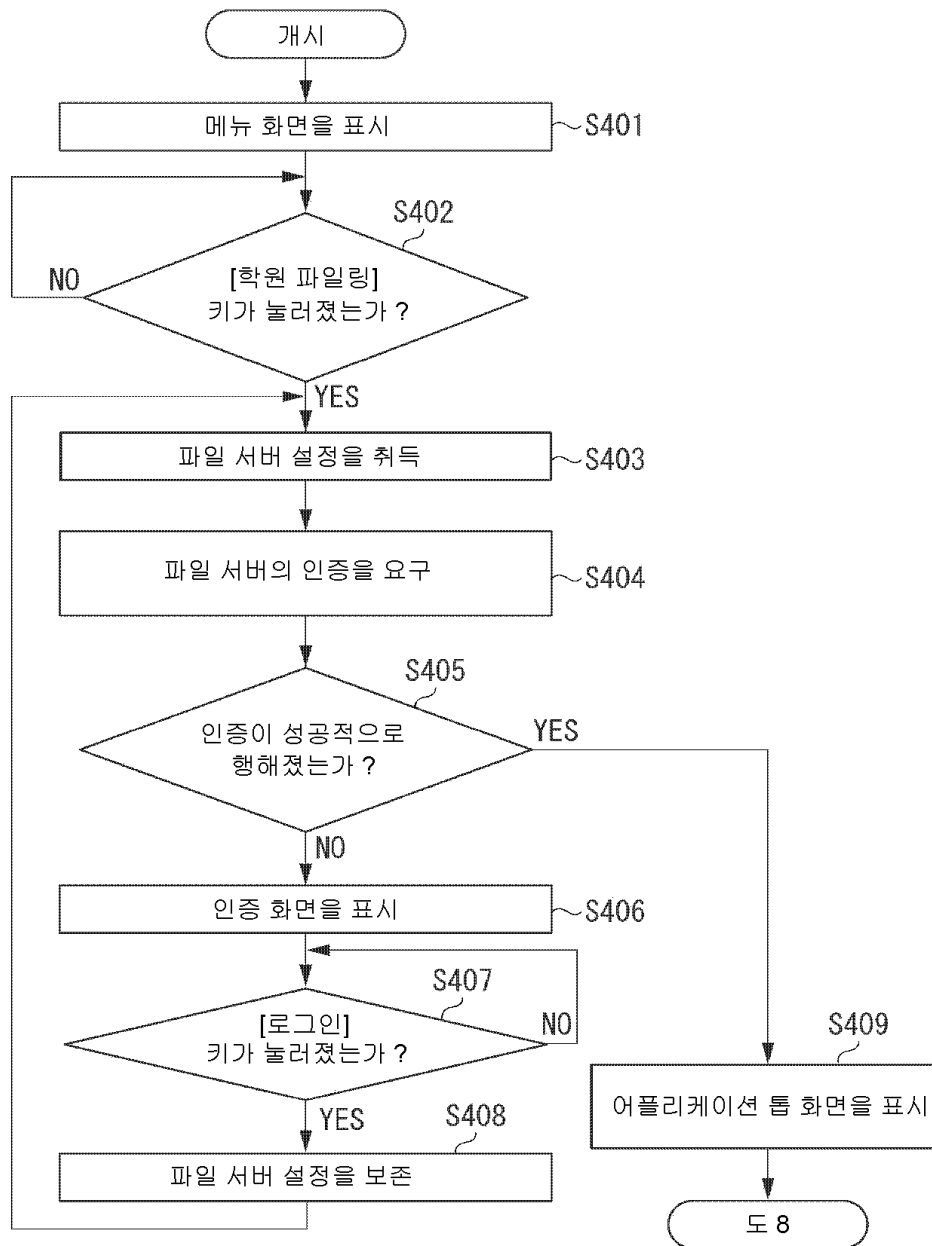 개시
메뉴 화면을 표시
S401
S402
[학원 파일링]
키가 눌러졌는가 ?
NO
YES
파일 서버 설정을 취득
S403
파일 서버의 인증을 요구
S404
S405
인증이 성공적으로
행해졌는가 ?
YES
NO
인증 화면을 표시
S406
S407
[로그인]
키가 눌러졌는가 ?
NO
YES
S408
파일 서버 설정을 보존
S409
어플리케이션 톱 화면을 표시
도 8